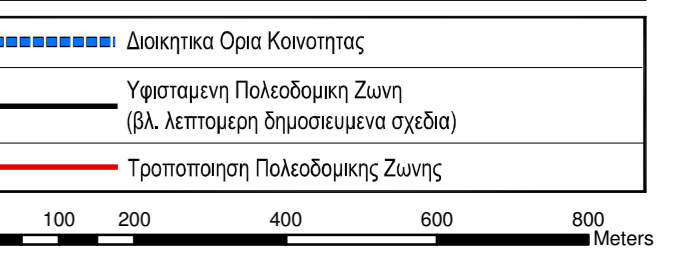 Διοικητικα Ορια Κοινοτητας
Υφισταμενη Πολεοδομικη Ζωνη
(βλ. λεπτομερη δημοσιευμενα σχεδια)
Τροποποιηση Πολεοδομικης Ζωνης
100 200 400 600 800
Meters